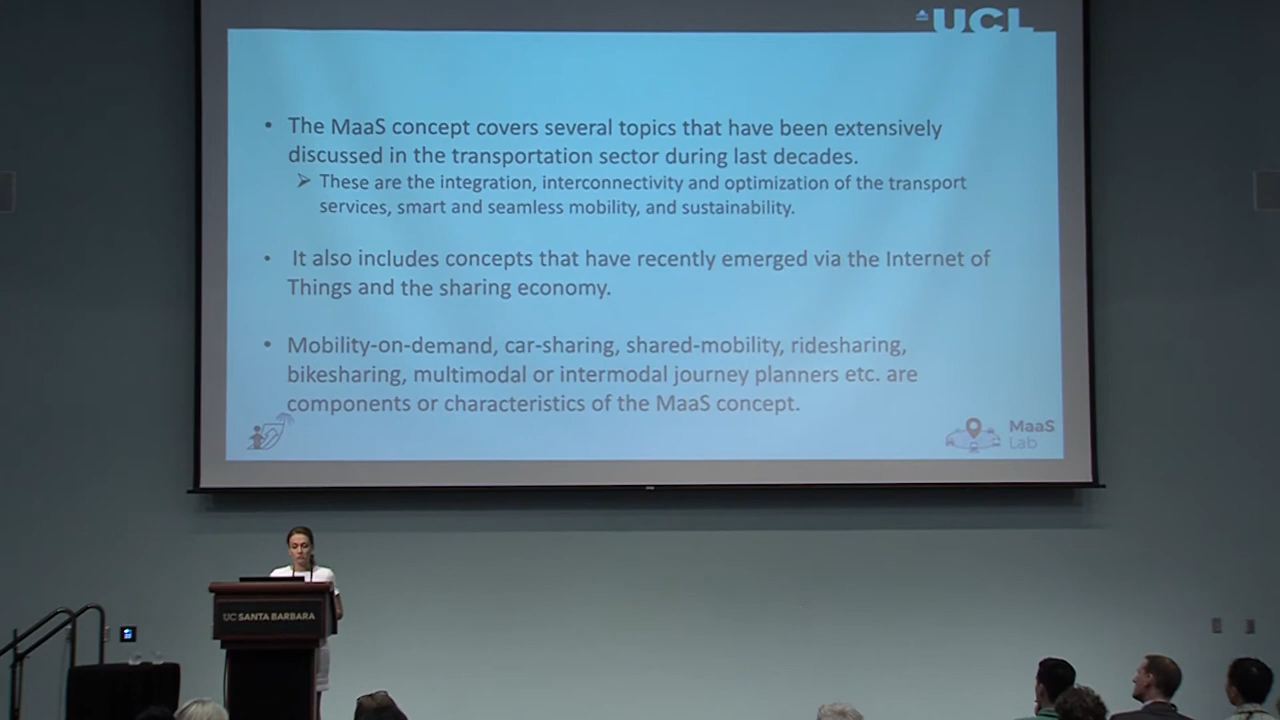 UCL
• The MaaS concept covers several topics that have been extensively
discussed in the transportation sector during last decades.
➢ These are the integration, interconnectivity and optimization of the transport
services, smart and seamless mobility, and sustainability.
• It also includes concepts that have recently emerged via the Internet of
Things and the sharing economy.
• Mobility-on-demand, car-sharing, shared-mobility, ridesharing,
bikesharing, multimodal or intermodal journey planners etc. are
components or characteristics of the MaaS concept.
MaaS
Lab
UC SANTA BARBARA